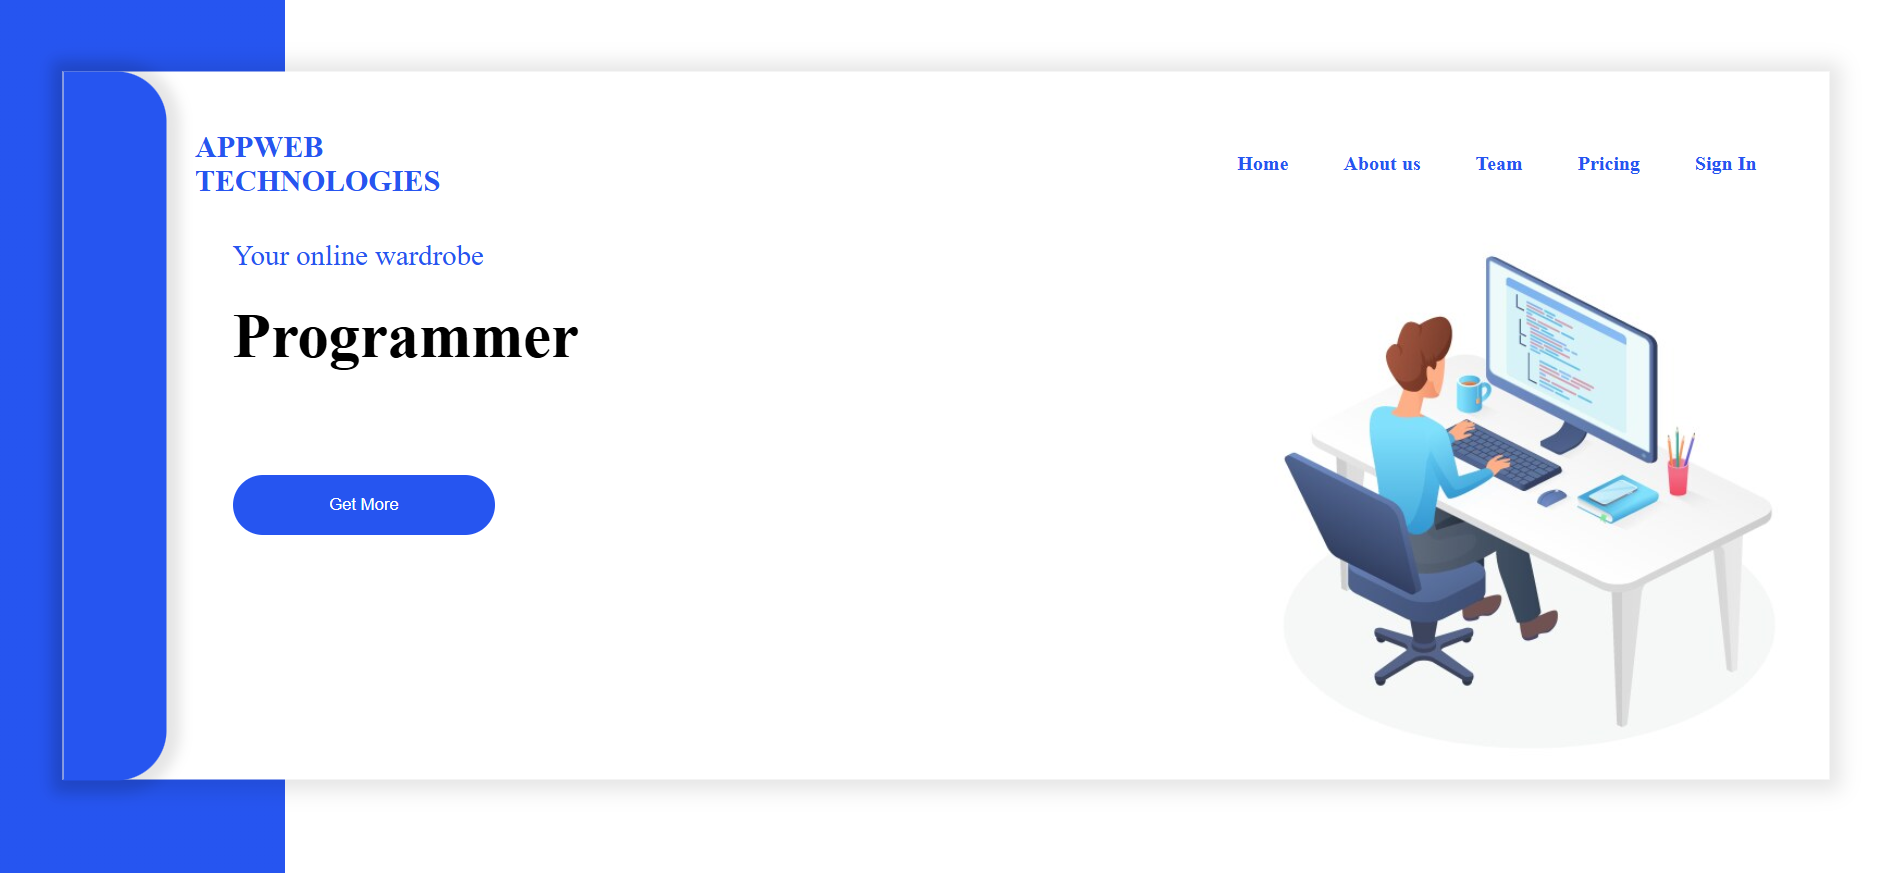 APPWEB
TECHNOLOGIES
Home About us Team Pricing Sign In
Your online wardrobe
Programmer
Get More